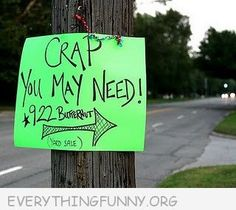 CRAP
YOU MAY NEED!
922 BUTTERNUT
(YARD SALE)
EVERYTHINGFUNNY.ORG